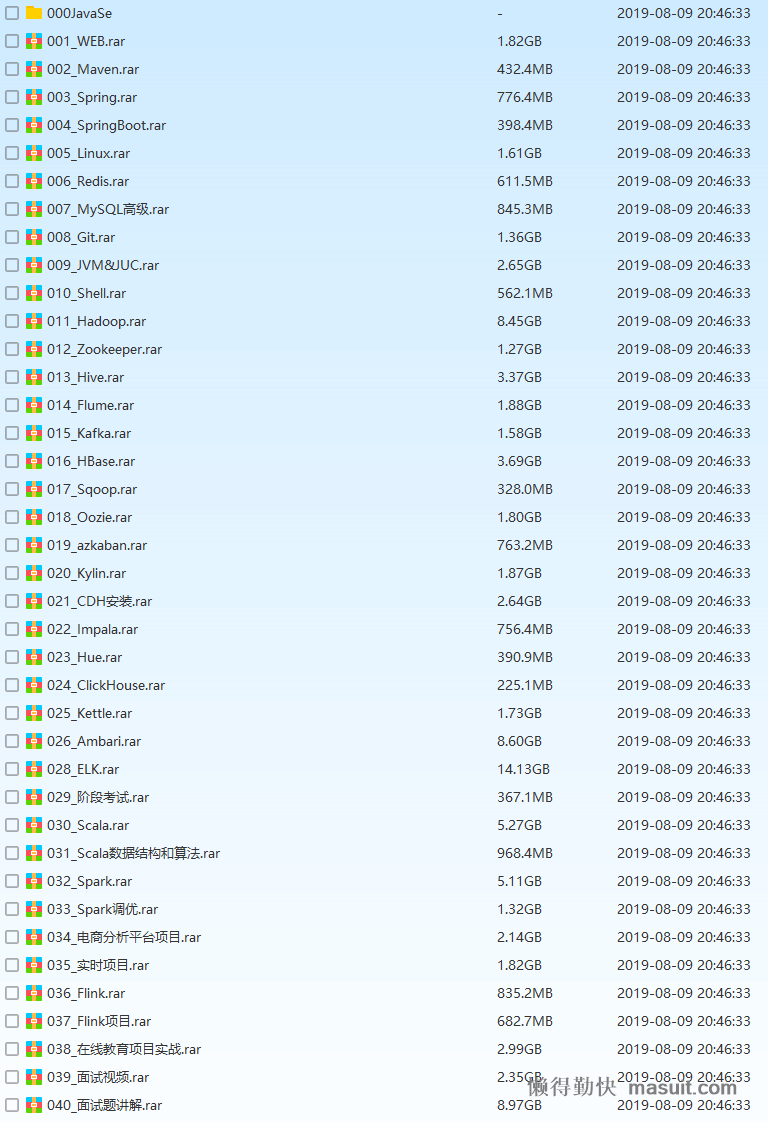 000JavaSe - 2019-08-09 20:46:33
001_WEB.rar 1.82GB 2019-08-09 20:46:33
002_Maven.rar 432.4MB 2019-08-09 20:46:33
003_Spring.rar 776.4MB 2019-08-09 20:46:33
004_SpringBoot.rar 398.4MB 2019-08-09 20:46:33
005_Linux.rar 1.61GB 2019-08-09 20:46:33
006_Redis.rar 611.5MB 2019-08-09 20:46:33
007_MySQL高级.rar 845.3MB 2019-08-09 20:46:33
008_Git.rar 1.36GB 2019-08-09 20:46:33
009_JVM&JUC.rar 2.65GB 2019-08-09 20:46:33
010_Shell.rar 562.1MB 2019-08-09 20:46:33
011_Hadoop.rar 8.45GB 2019-08-09 20:46:33
012_Zookeeper.rar 1.27GB 2019-08-09 20:46:33
013_Hive.rar 3.37GB 2019-08-09 20:46:33
014_Flume.rar 1.88GB 2019-08-09 20:46:33
015_Kafka.rar 1.58GB 2019-08-09 20:46:33
016_HBase.rar 3.69GB 2019-08-09 20:46:33
017_Sqoop.rar 328.0MB 2019-08-09 20:46:33
018_Oozie.rar 1.80GB 2019-08-09 20:46:33
019_azkaban.rar 763.2MB 2019-08-09 20:46:33
020_Kylin.rar 1.87GB 2019-08-09 20:46:33
021_CDH安装.rar 2.64GB 2019-08-09 20:46:33
022_Impala.rar 756.4MB 2019-08-09 20:46:33
023_Hue.rar 390.9MB 2019-08-09 20:46:33
024_ClickHouse.rar 225.1MB 2019-08-09 20:46:33
025_Kettle.rar 1.73GB 2019-08-09 20:46:33
026_Ambari.rar 8.60GB 2019-08-09 20:46:33
028_ELK.rar 14.13GB 2019-08-09 20:46:33
029_阶段考试.rar 367.1MB 2019-08-09 20:46:33
030_Scala.rar 5.27GB 2019-08-09 20:46:33
031_Scala数据结构和算法.rar 968.4MB 2019-08-09 20:46:33
032_Spark.rar 5.11GB 2019-08-09 20:46:33
033_Spark调优.rar 1.32GB 2019-08-09 20:46:33
034_电商分析平台项目.rar 2.14GB 2019-08-09 20:46:33
035_实时项目.rar 1.82GB 2019-08-09 20:46:33
036_Flink.rar 835.2MB 2019-08-09 20:46:33
037_Flink项目.rar 682.7MB 2019-08-09 20:46:33
038_在线教育项目实战.rar 2.99GB 2019-08-09 20:46:33
039_面试视频.rar 2.35GB 2019-08-09 20:46:33
懒得勤快 masuit.com
040_面试题讲解.rar 8.97GB 2019-08-09 20:46:33